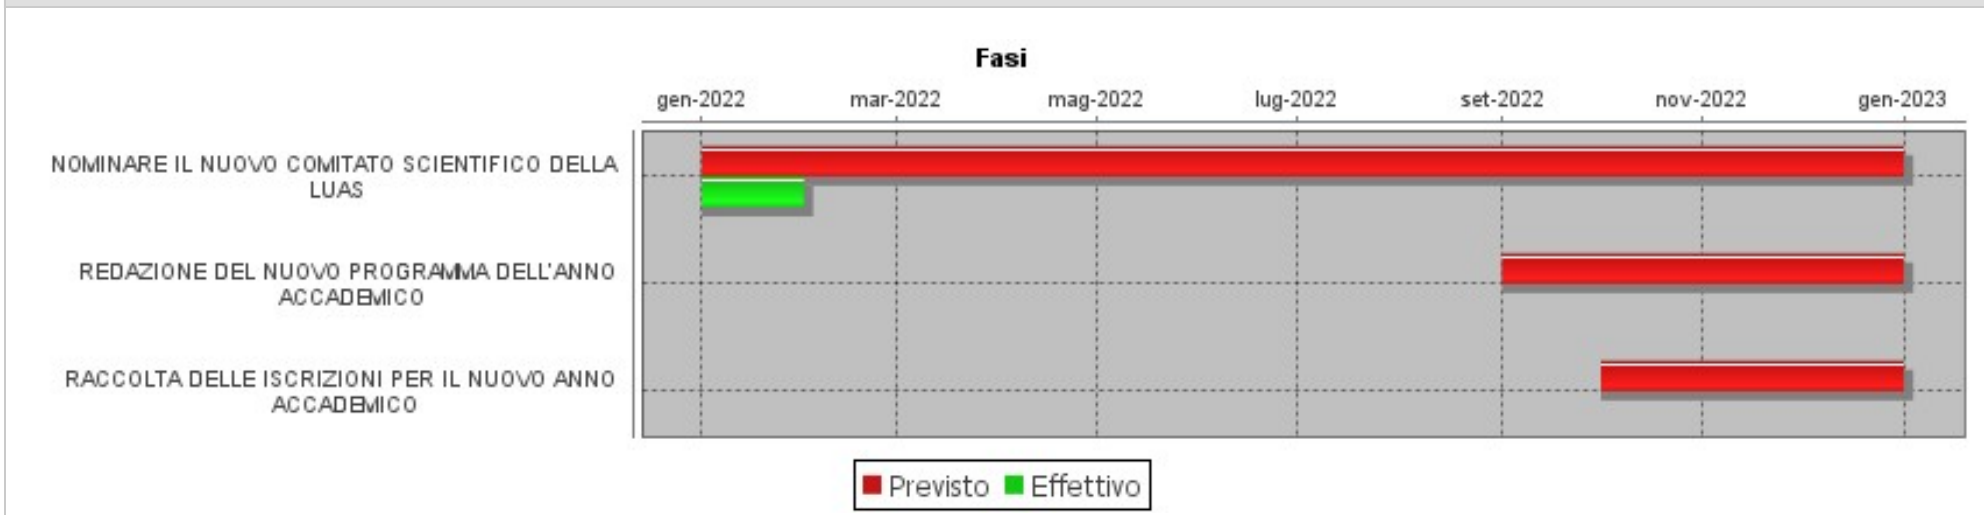 Fasi
gen-2022 mar-2022 mag-2022 lug-2022 set-2022 nov-2022 gen-2023
NOMINARE IL NUOVO COMITATO SCIENTIFICO DELLA
LUAS
REDAZIONE DEL NUOVO PROGRAMMA DELL'ANNO
ACCADEMICO
RACCOLTA DELLE ISCRIZIONI PER IL NUOVO ANNO
ACCADEMICO
Previsto Effettivo